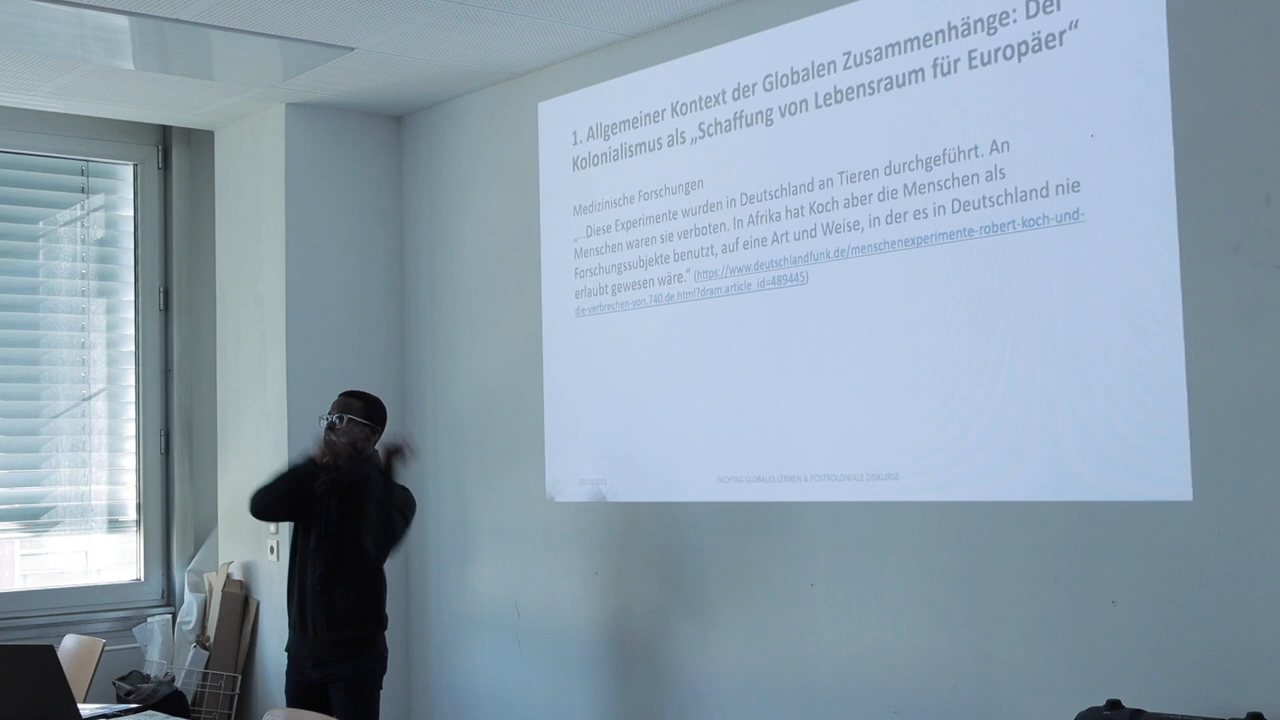 1. Allgemeiner Kontext der Globalen Zusammenhänge: Der
Kolonialismus als „Schaffung von Lebensraum für Europäer“
Medizinische Forschungen
„...Diese Experimente wurden in Deutschland an Tieren durchgeführt. An
Menschen waren sie verboten. In Afrika hat Koch aber die Menschen als
Forschungssubjekte benutzt, auf eine Art und Weise, in der es in Deutschland nie
erlaubt gewesen wäre.“ (https://www.deutschlandfunk.de/menschenexperimente-robert-koch-und-
die-verbrechen-von.740.de.html?dram:article_id=489445)
FACHTAG GLOBALES LERNEN & POSTKOLONIALE DISKURSE